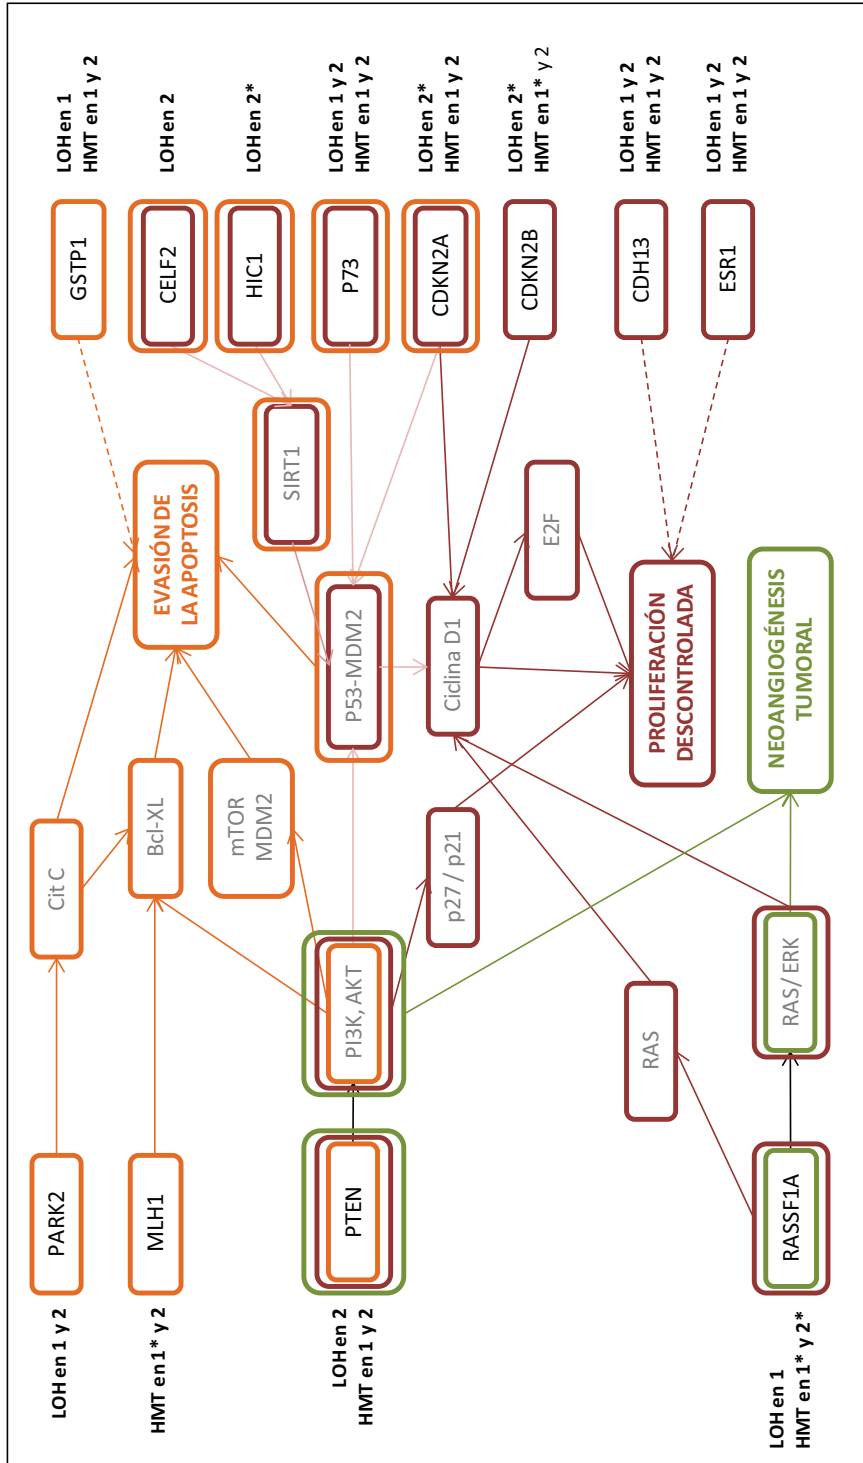 LOH en 1 y 2
PARK2
Cit C
GSTP1
LOH en 1
HMT en 1 y 2
HMT en 1* y 2
MLH1
Bcl-XL
EVASIÓN DE
LA APOPTOSIS
CELF2
LOH en 2
mTOR
MDM2
SIRT1
HIC1
LOH en 2*
LOH en 2
HMT en 1 y 2
PTEN
PI3K, AKT
P53-MDM2
P73
LOH en 1 y 2
HMT en 1 y 2
p27 / p21
Ciclina D1
CDKN2A
LOH en 2*
HMT en 1 y 2
E2F
CDKN2B
LOH en 2*
HMT en 1* y 2
RAS
PROLIFERACIÓN
DESCONTROLADA
CDH13
LOH en 1 y 2
HMT en 1 y 2
ESR1
LOH en 1 y 2
HMT en 1 y 2
LOH en 1
HMT en 1* y 2*
RASSF1A
RAS/ ERK
NEOANGIOGÉNESIS
TUMORAL